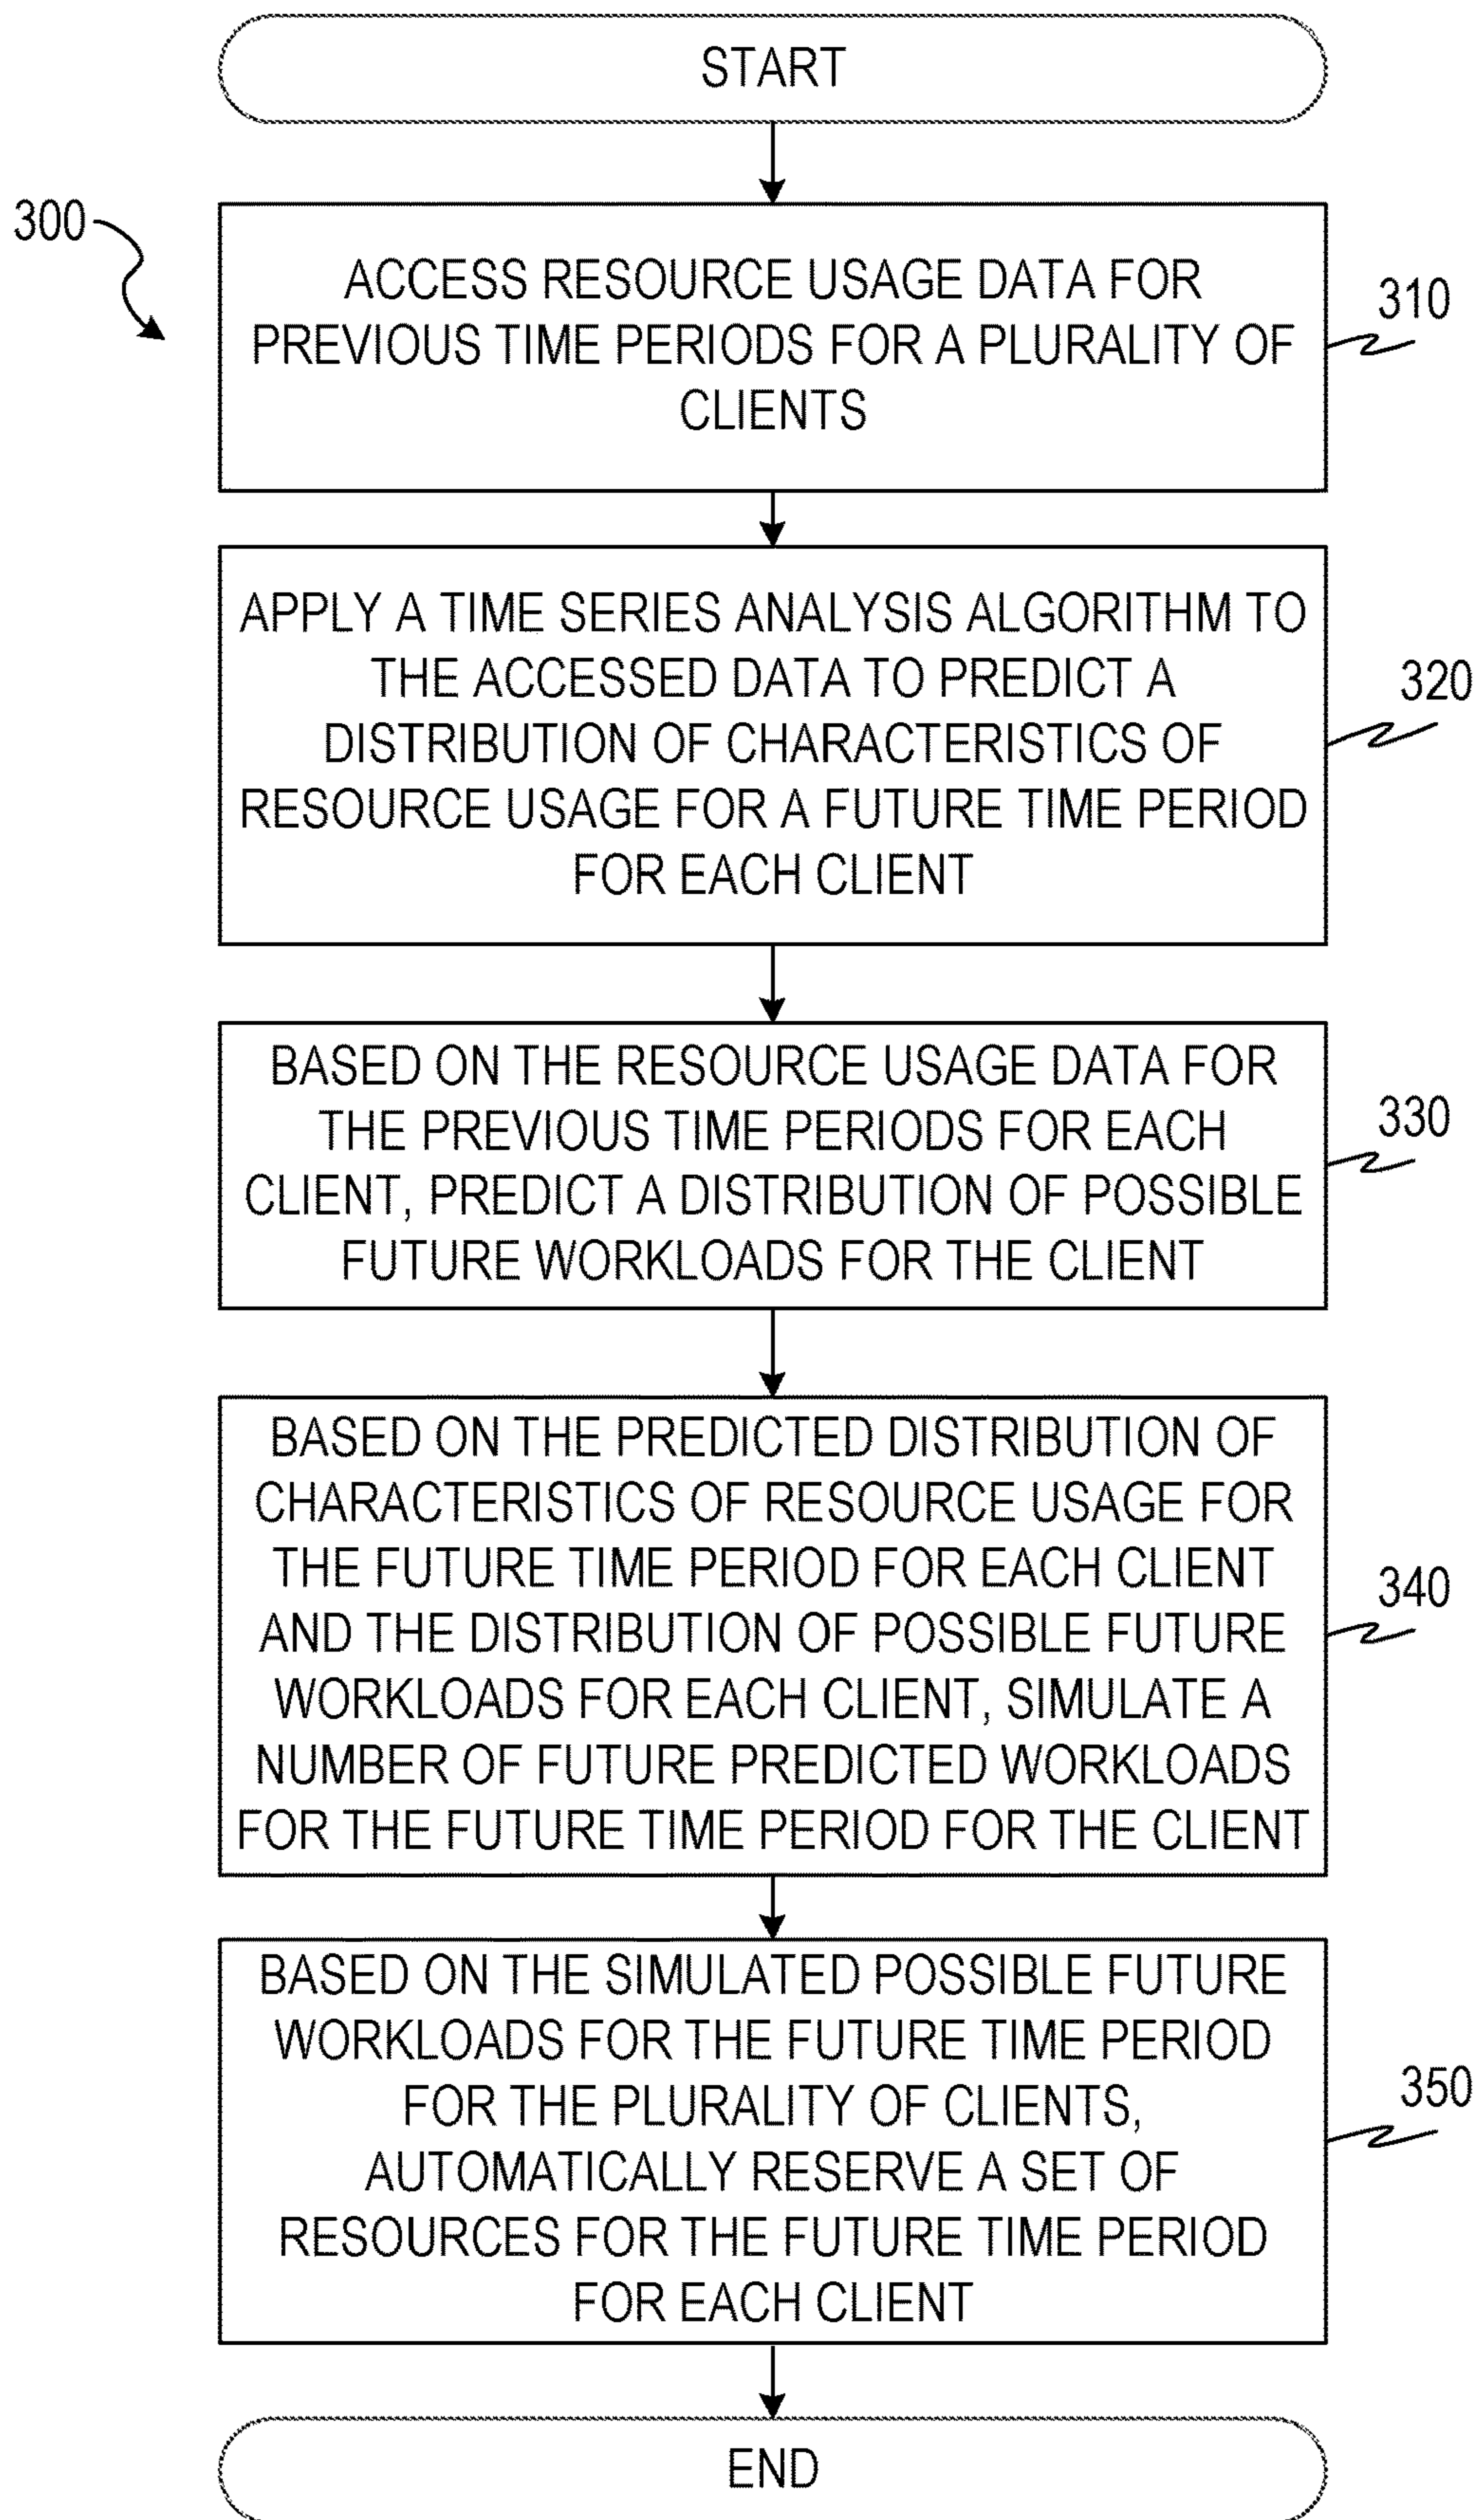 START
300
ACCESS RESOURCE USAGE DATA FOR
PREVIOUS TIME PERIODS FOR A PLURALITY OF
CLIENTS
310
APPLY A TIME SERIES ANALYSIS ALGORITHM TO
THE ACCESSED DATA TO PREDICT A
DISTRIBUTION OF CHARACTERISTICS OF
RESOURCE USAGE FOR A FUTURE TIME PERIOD
FOR EACH CLIENT
320
BASED ON THE RESOURCE USAGE DATA FOR
THE PREVIOUS TIME PERIODS FOR EACH
CLIENT, PREDICT A DISTRIBUTION OF POSSIBLE
FUTURE WORKLOADS FOR THE CLIENT
330
BASED ON THE PREDICTED DISTRIBUTION OF
CHARACTERISTICS OF RESOURCE USAGE FOR
THE FUTURE TIME PERIOD FOR EACH CLIENT
AND THE DISTRIBUTION OF POSSIBLE FUTURE
WORKLOADS FOR EACH CLIENT, SIMULATE A
NUMBER OF FUTURE PREDICTED WORKLOADS
FOR THE FUTURE TIME PERIOD FOR THE CLIENT
340
BASED ON THE SIMULATED POSSIBLE FUTURE
WORKLOADS FOR THE FUTURE TIME PERIOD
FOR THE PLURALITY OF CLIENTS,
AUTOMATICALLY RESERVE A SET OF
RESOURCES FOR THE FUTURE TIME PERIOD
FOR EACH CLIENT
350
END